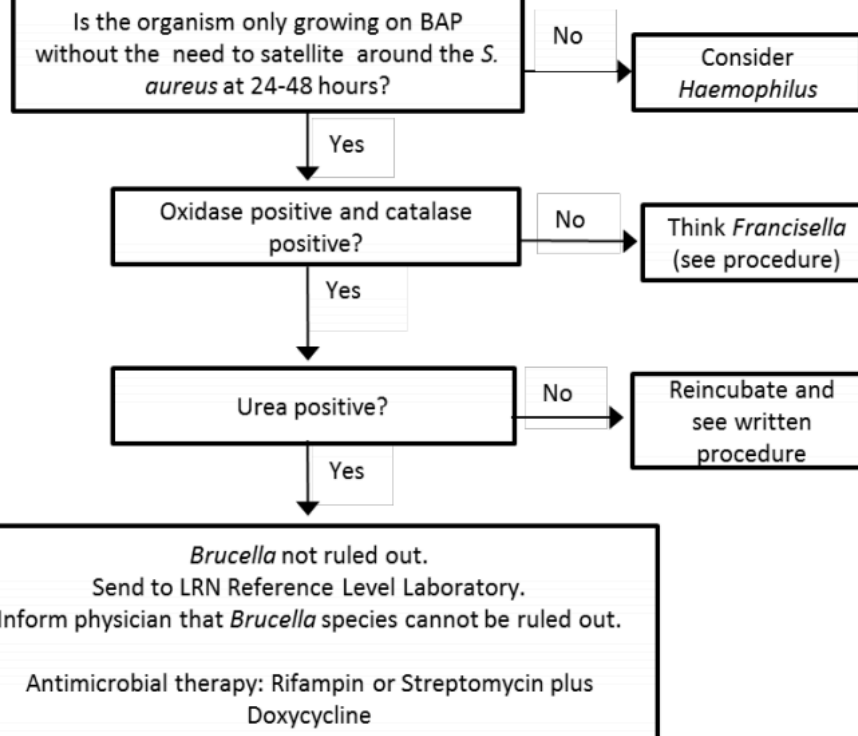 Is the organism only growing on BAP
without the need to satellite around the S.
aureus at 24-48 hours?
No
Consider
Haemophilus
Yes
Oxidase positive and catalase
positive?
No
Think Francisella
(see procedure)
Yes
Urea positive?
No
Reincubate and
see written
procedure
Yes
Brucella not ruled out.
Send to LRN Reference Level Laboratory.
Inform physician that Brucella species cannot be ruled out.
Antimicrobial therapy: Rifampin or Streptomycin plus
Doxycycline